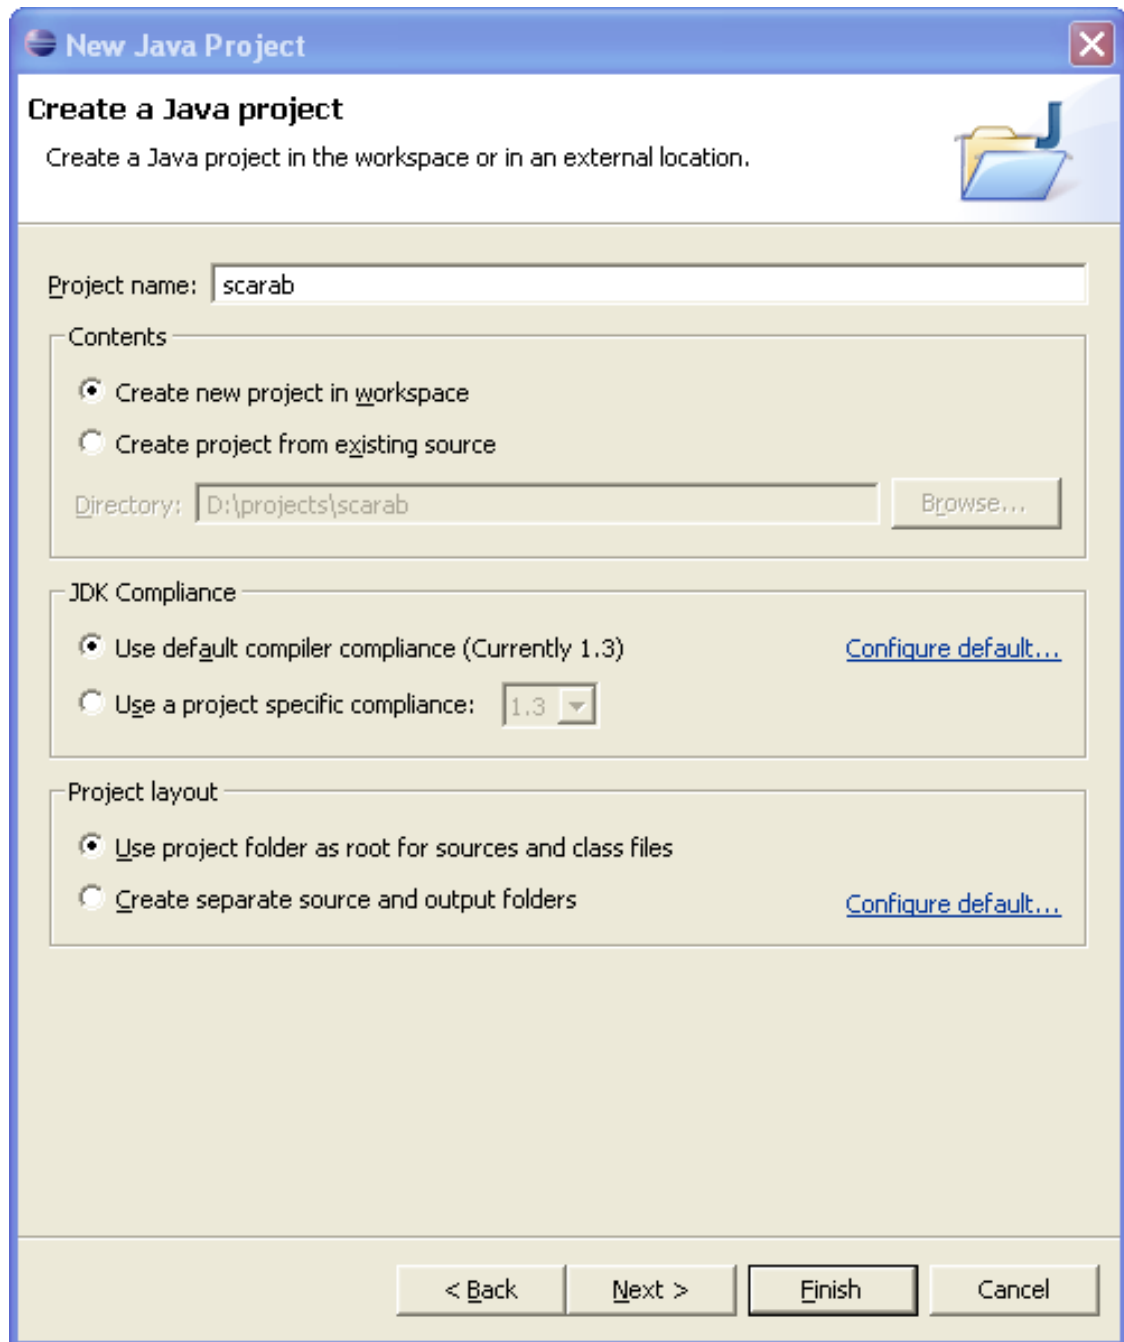 New Java Project
Create a Java project
Create a Java project in the workspace or in an external location.
Project name: scarab
Contents
Create new project in workspace
Create project from existing source
Directory: D:\projects\scarab Browse...
JDK Compliance
Use default compiler compliance (Currently 1.3) Configure default...
Use a project specific compliance: 1.3
Project layout
Use project folder as root for sources and class files
Create separate source and output folders Configure default...
< Back Next > Finish Cancel